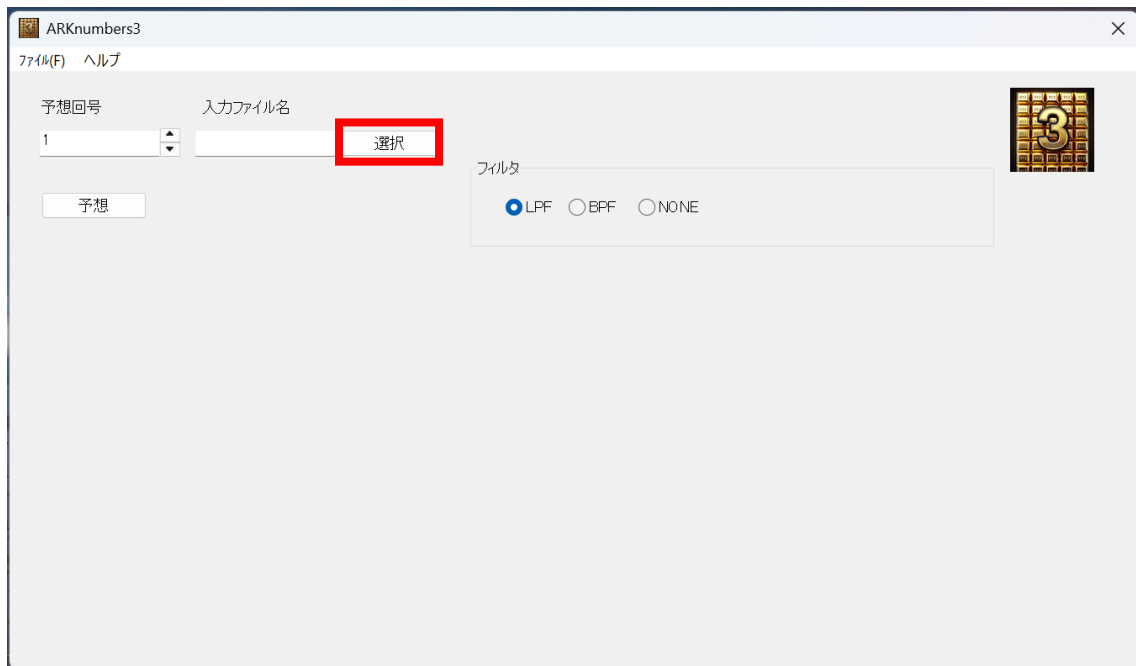 ARKnumbers3
ﾌｧｲﾙ(F) ヘルプ
予想回号 入力ファイル名
1 選択
3
フィルタ
予想
LPF BPF NONE